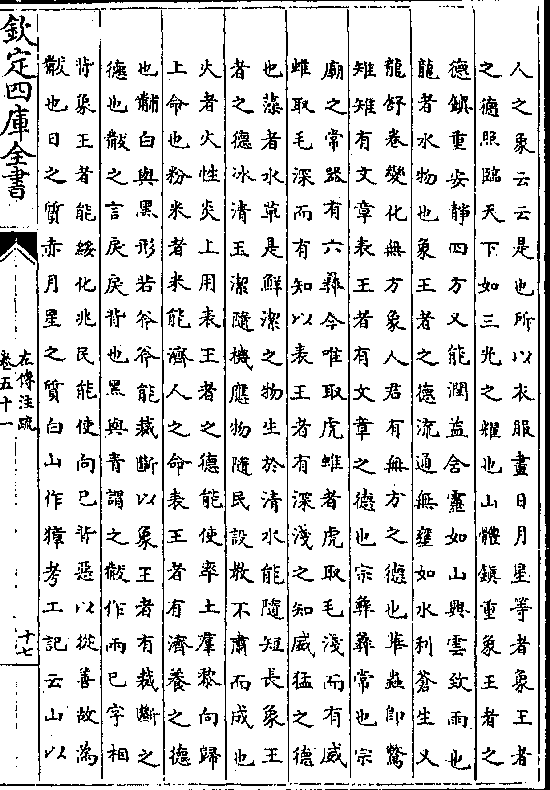 人之象云云是也所以衣服畫日月星等者象王者
之德照臨天下如三光之耀也山體鎮重象王者之
德鎮重安靜四方又能潤益含靈如山興雲致雨也
龍者水物也象王者之德流通無壅如水利蒼生又
龍舒卷變化無方象人君有無方之德也華蟲即鷩
雉雉有文章表王者有文章之德也宗彝彝常也宗
廟之常器有六彝今唯取虎蜼者虎取毛淺而有威
蜼取毛深而有知以表王者有深淺之知威猛之德
也藻者水草是鮮潔之物生於清水能隨短長象王
者之德冰清玉潔隨機應物隨民設教不肅而成也
火者火性炎上用表王者之德能使率土羣黎向歸
上命也粉米者米能濟人之命表王者有濟養之德
也黼白與黑形若斧斧能裁斷以象王者有裁斷之
德也黻之言戾戾背也黑與青謂之黻作兩已字相
背象王者能綏化兆民能使向已背惡以從善故為
黻也日之質赤月星之質白山作獐考工記云山以
欽定四庫全書
左傳注疏
卷五十一
十七